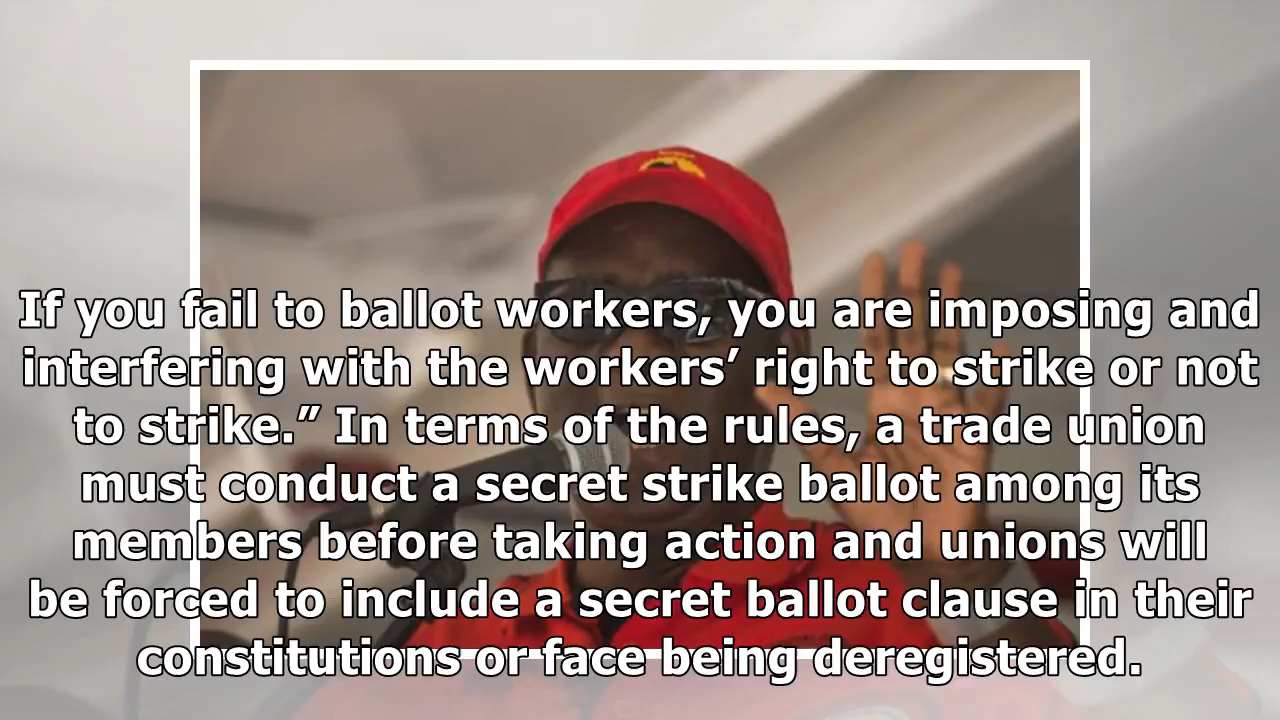 If you fail to ballot workers, you are imposing and
interfering with the workers’ right to strike or not
to strike.” In terms of the rules, a trade union
must conduct a secret strike ballot among its
members before taking action and unions will
be forced to include a secret ballot clause in their
constitutions or face being deregistered.